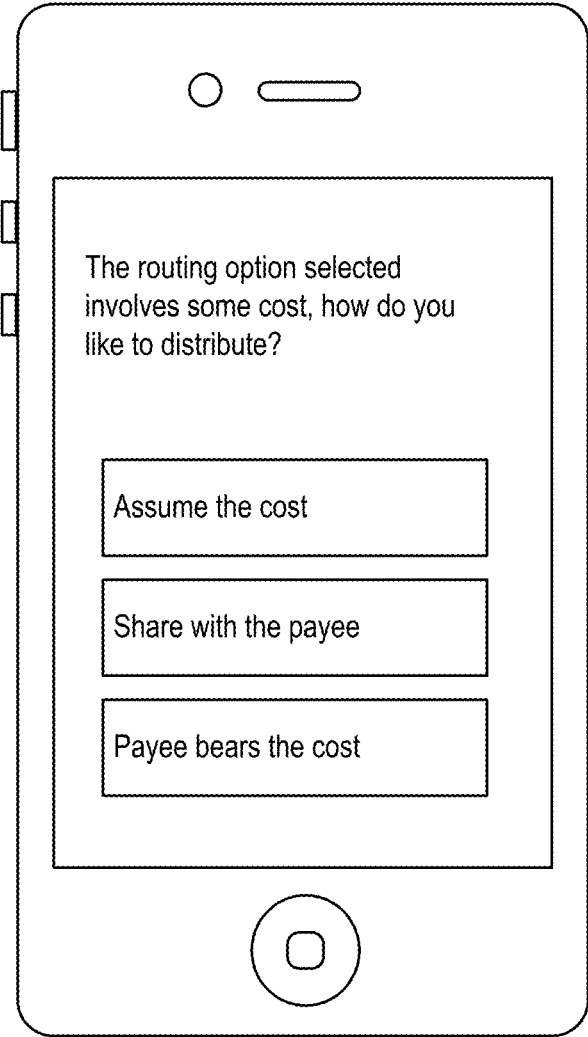 The routing option selected
involves some cost, how do you
like to distribute?
Assume the cost
Share with the payee
Payee bears the cost